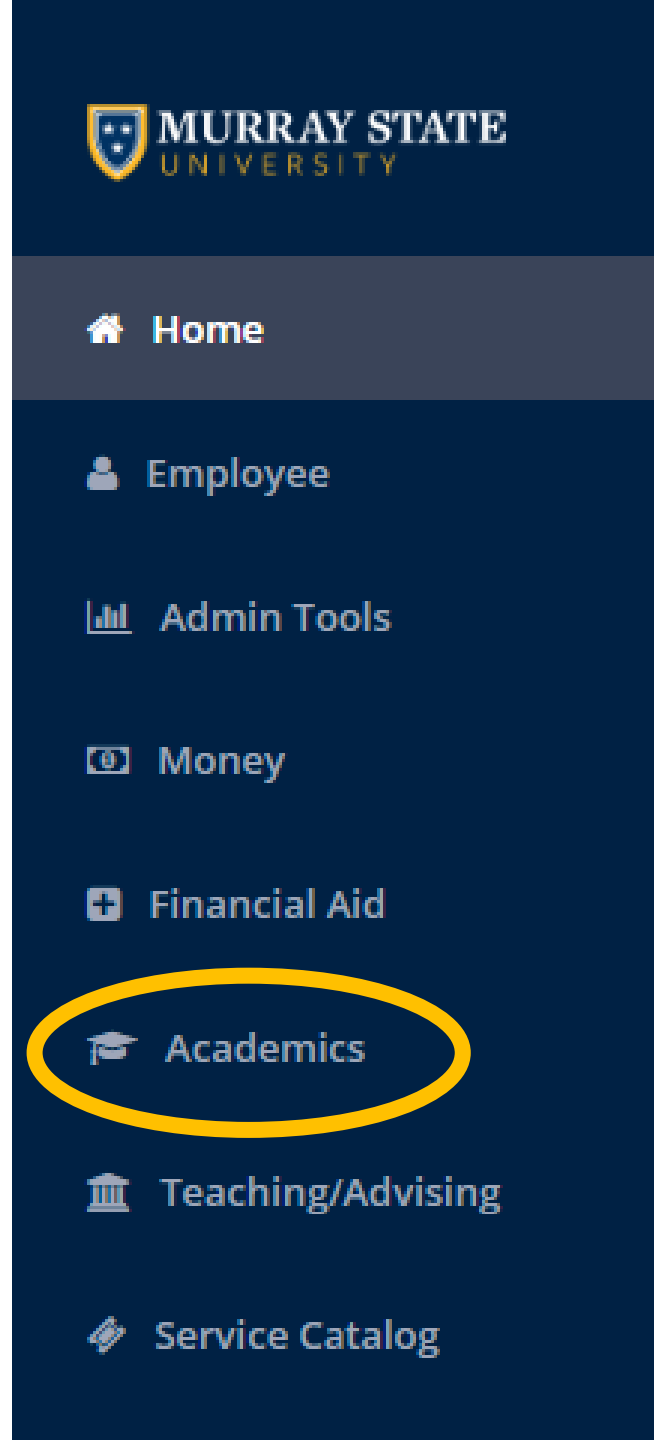 MURRAY STATE
UNIVERSITY
Home
Employee
Admin Tools
Money
Financial Aid
Academics
Teaching/Advising
Service Catalog